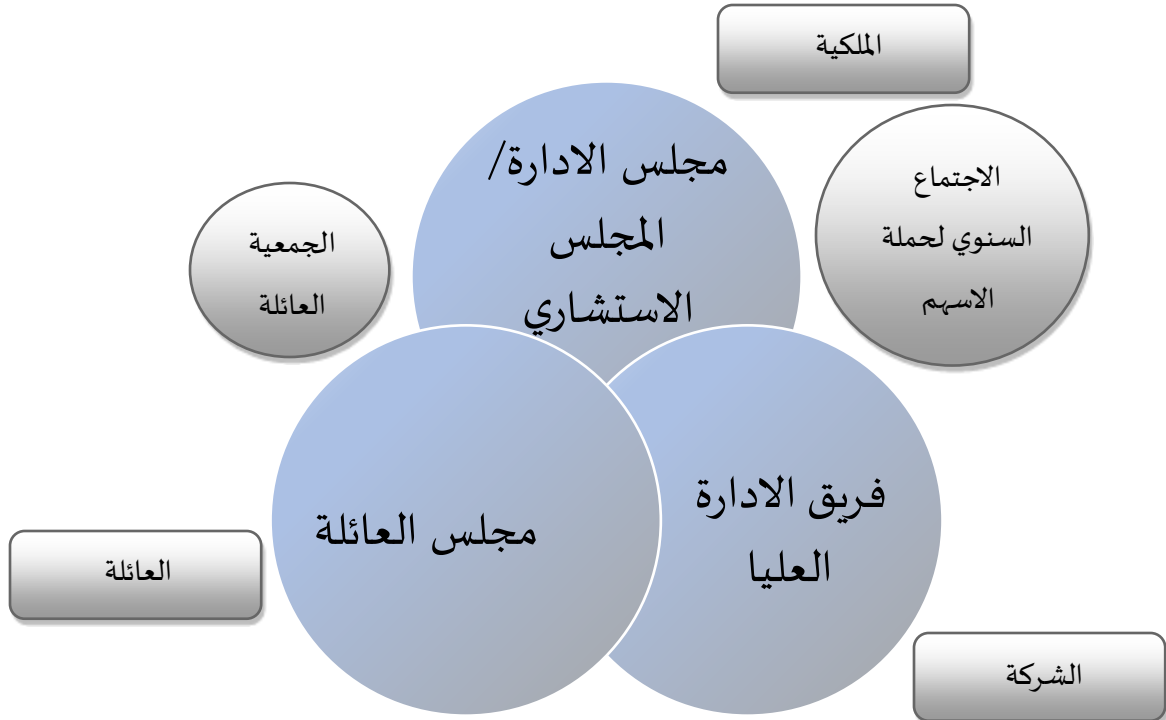 الملكية
مجلس الادارة/
المجلس
الاستشاري
الاجتماع
السنوي لحملة
الاسهم
الجمعية
العائلة
مجلس العائلة
فريق الادارة
العليا
العائلة
الشركة